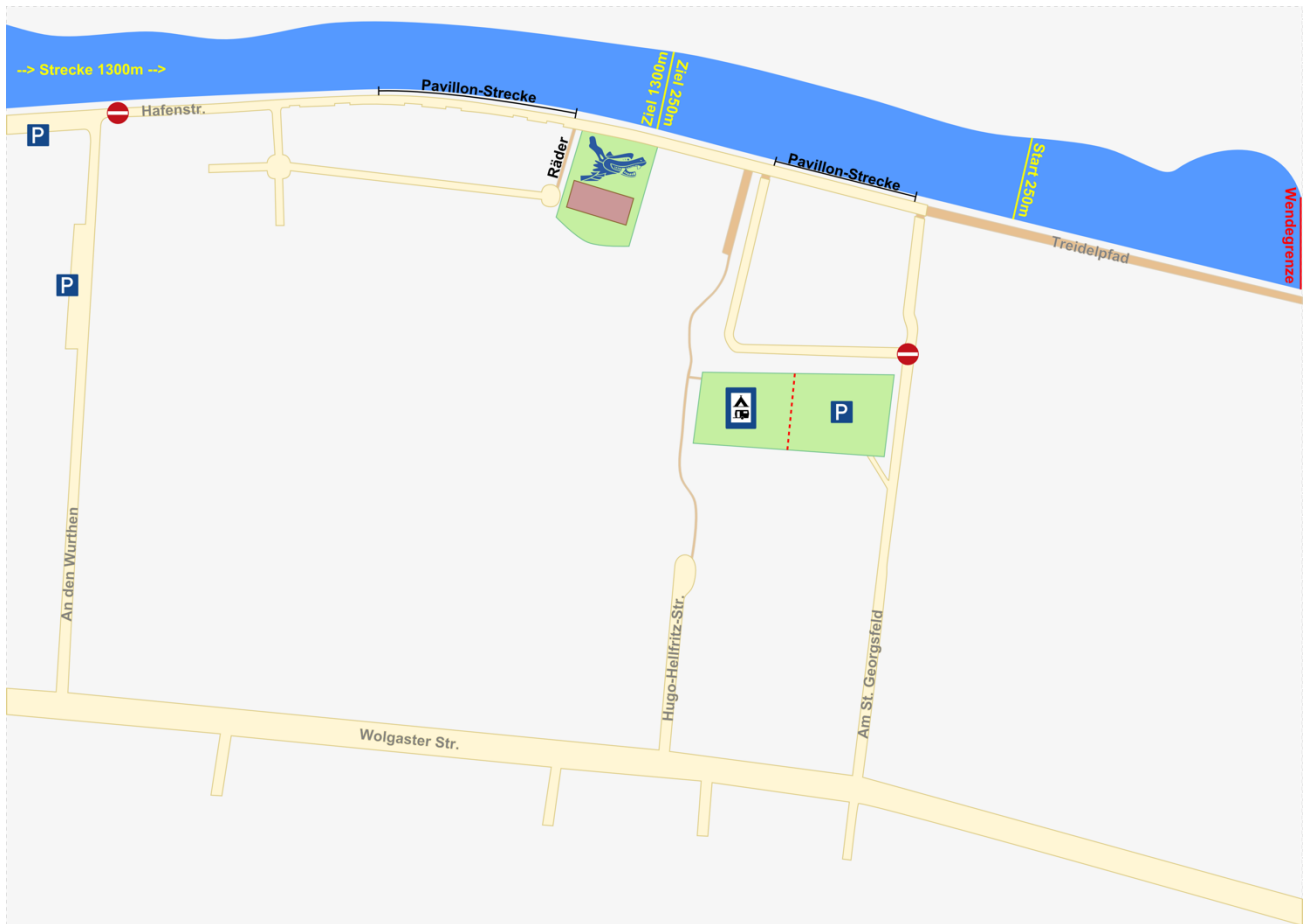 --> Strecke 1300m -->
Pavillon-Strecke
Ziel 1300m
Ziel 250m
Hafenstr.
P
Räder
Pavillon-Strecke
Start 250m
Wendegrenze
Treidelpfad
P
P
An den Wurthen
Hugo-Hellfritz-Str.
Am St. Georgsfeld
Wolgaster Str.